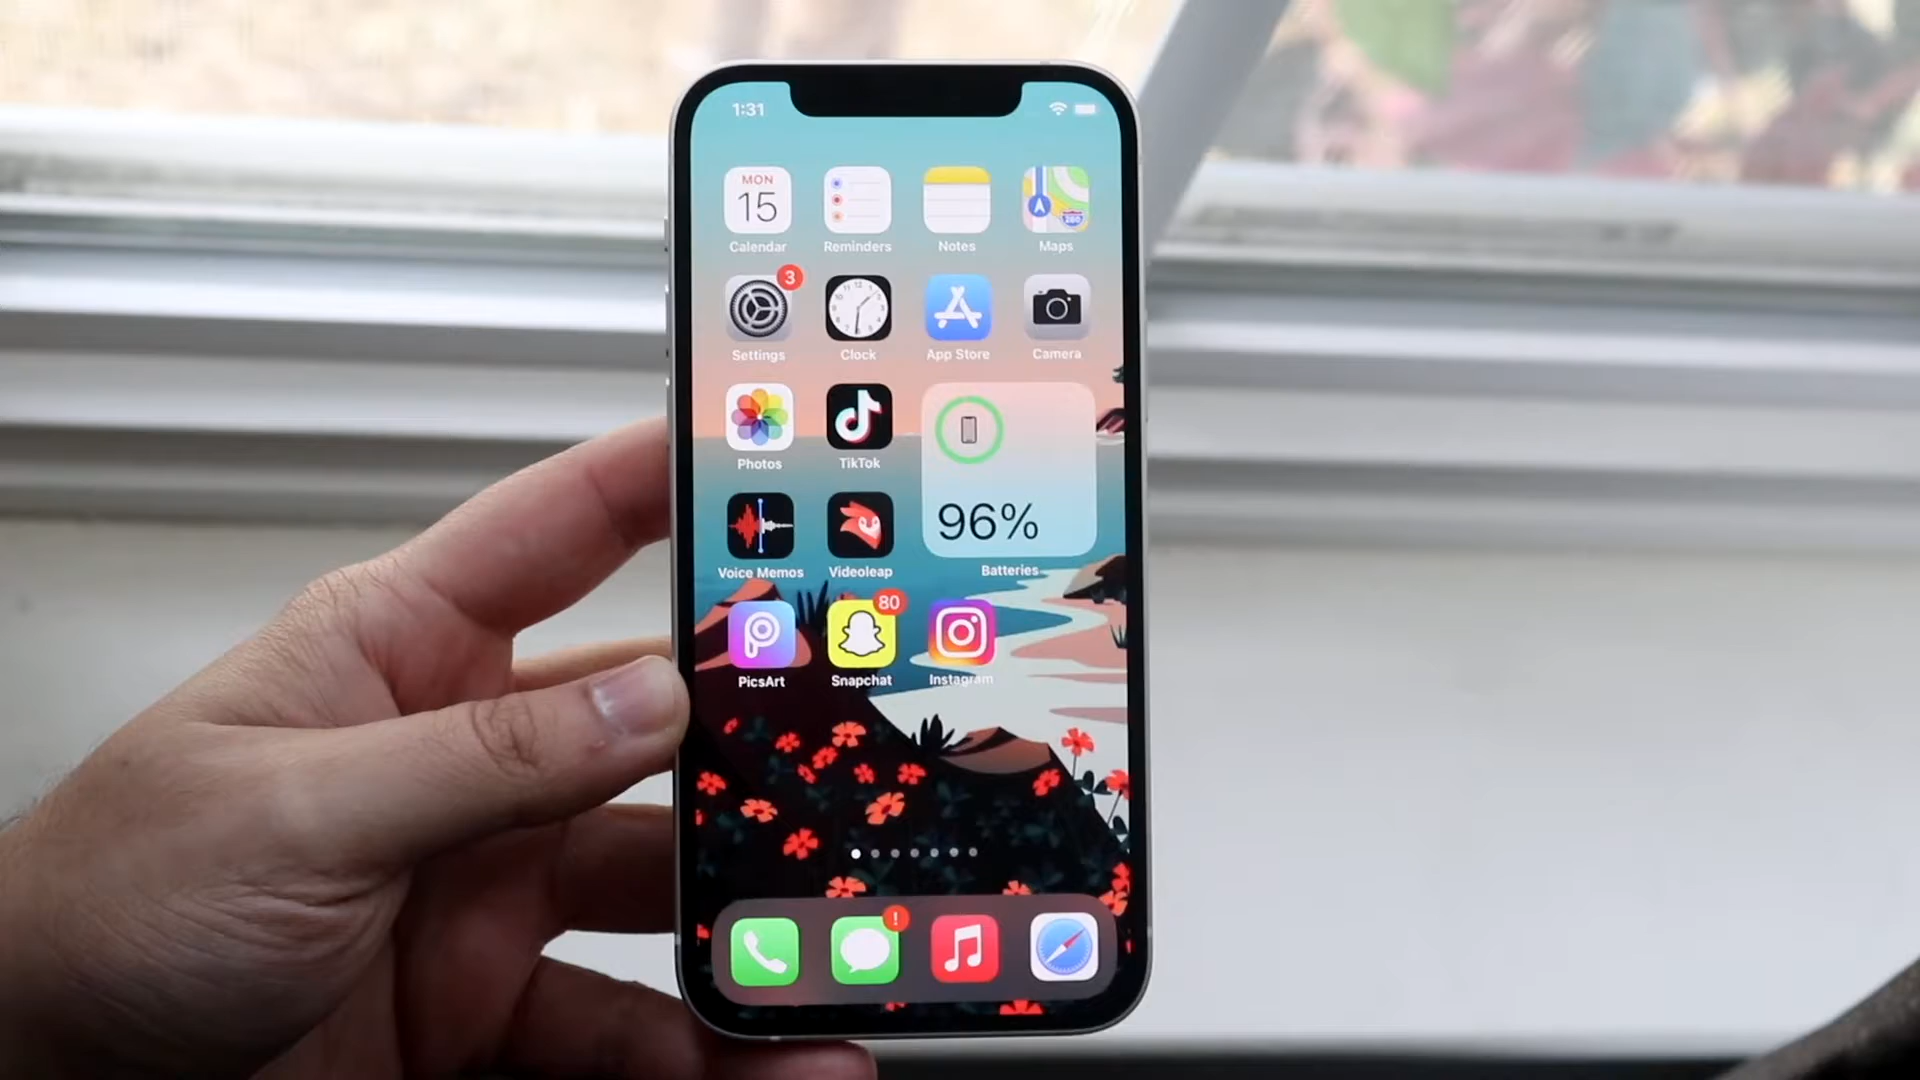 1:31
MON
15
Calendar
Reminders
Notes
280
Maps
3
Settings
Clock
App Store
Camera
Photos
TikTok
96%
Batteries
Voice Memos
Videoleap
80
PicsArt
Snapchat
Instagram
!